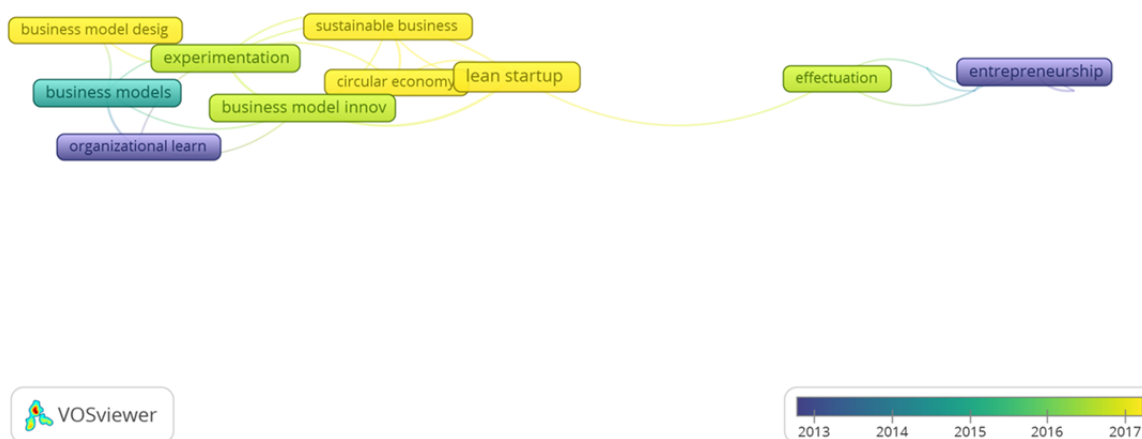 business model desig
sustainable business
experimentation
circular economy
lean startup
effectuation
entrepreneurship
business models
business model innov
organizational learn
VOSviewer
2013 2014 2015 2016 2017